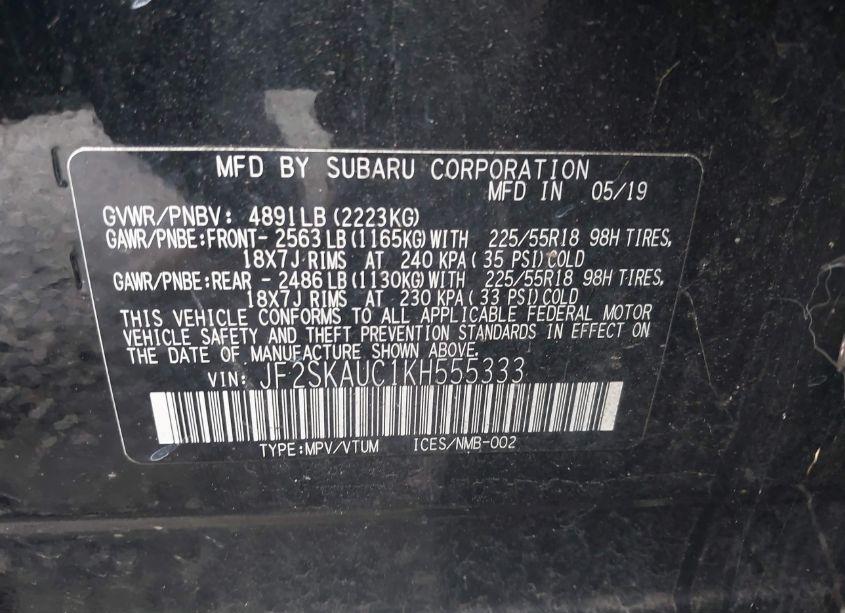 MFD BY SUBARU CORPORATION
MFD IN 05/19
GVWR/PNBV: 4891LB(2223KG)
GAWR/PNBE:FRONT- 2563LB(1165KG)WITH 225/55R18 98H TIRES,
18X7J RIMS AT 240 KPA( 35 PSI)COLD
GAWR/PNBE:REAR - 2486LB(1130KG)WITH 225/55R18 98H TIRES,
18X7J RIMS AT 230 KPA( 33 PSI)COLD
THIS VEHICLE CONFORMS TO ALL APPLICABLE FEDERAL MOTOR
VEHICLE SAFETY AND THEFT PREVENTION STANDARDS IN EFFECT ON
THE DATE OF MANUFACTURE SHOWN ABOVE.
VIN: JF2SKAUC1KH555333
TYPE:MPV/VTUM ICES/NMB-002